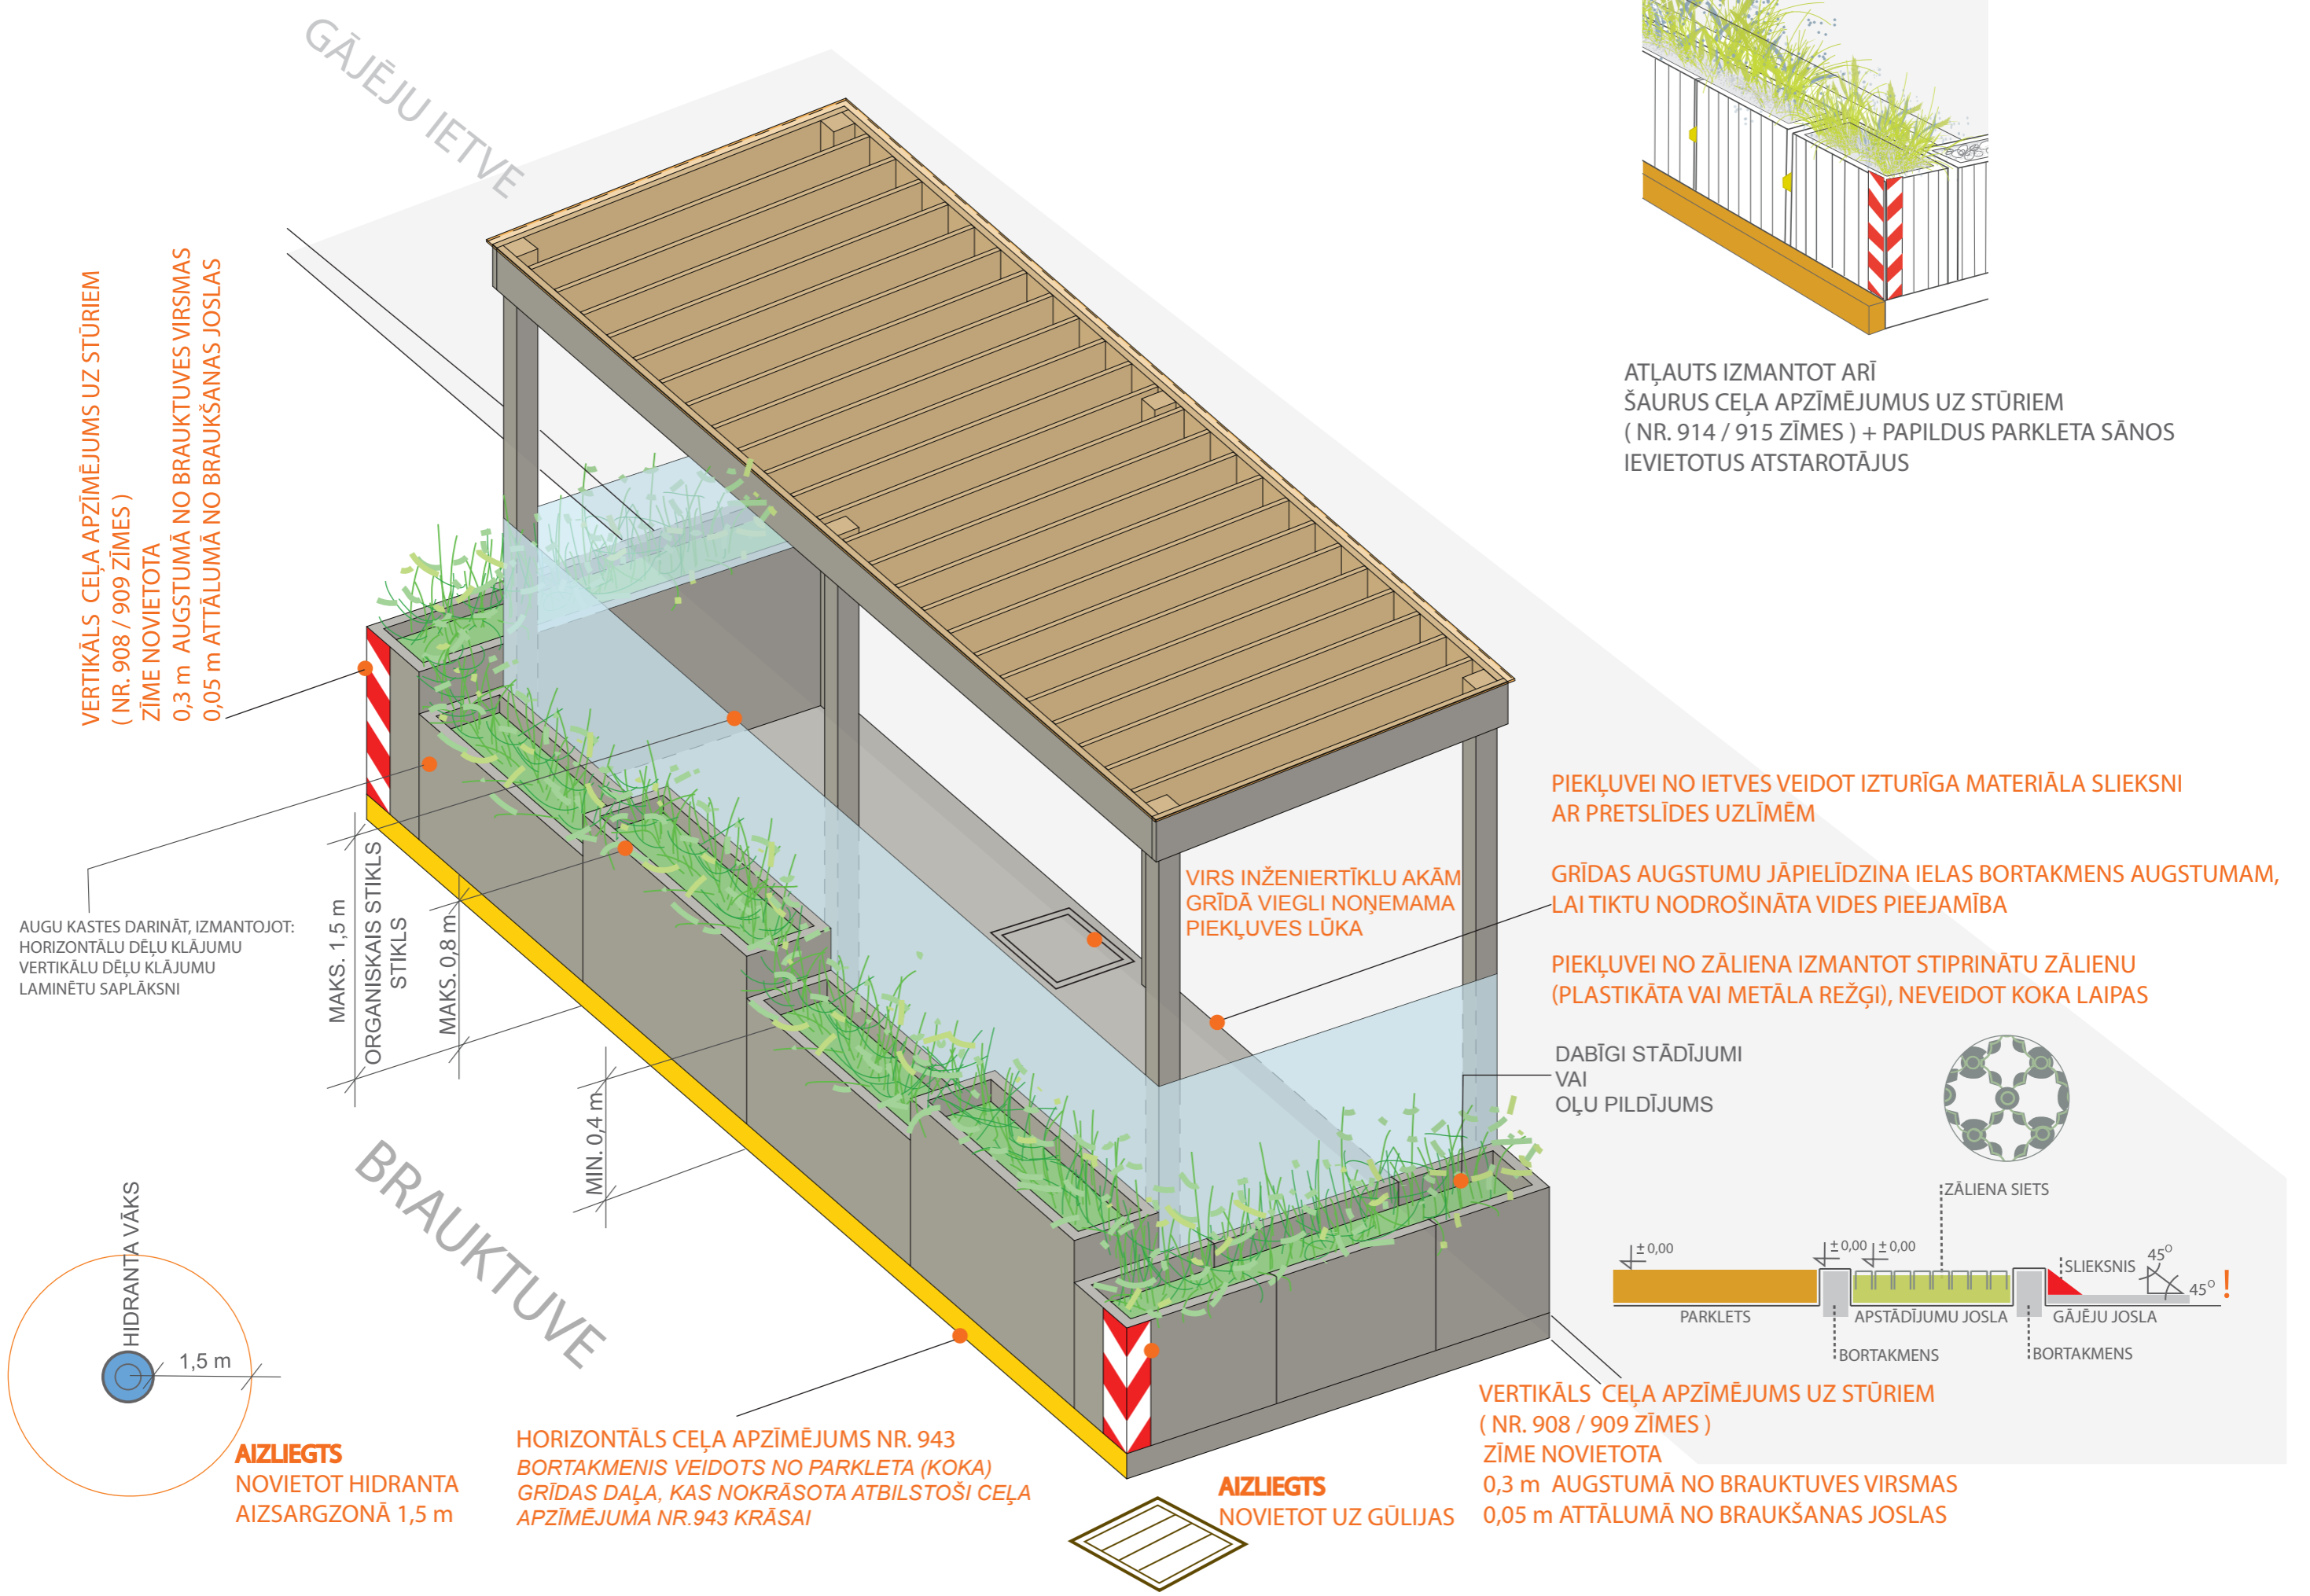 GĀJĒJU IETVE
VERTIKĀLS CEĻA APZĪMĒJUMS UZ STŪRIEM
( NR. 908 / 909 ZĪMES )
ZĪME NOVIETOTA
0,3 m AUGSTUMĀ NO BRAUKTUVES VIRSMAS
0,05 m ATTĀLUMĀ NO BRAUKŠANAS JOSLAS
ATĻAUTS IZMANTOT ARĪ
ŠAURUS CEĻA APZĪMĒJUMUS UZ STŪRIEM
( NR. 914 / 915 ZĪMES ) + PAPILDUS PARKLETA SĀNOS
IEVIETOTUS ATSTAROTĀJUS
AUGU KASTES DARINĀT, IZMANTOJOT:
HORIZONTĀLU DĒĻU KLĀJUMU
VERTIKĀLU DĒĻU KLĀJUMU
LAMINĒTU SAPLĀKSNI
MAKS. 1,5 m
ORGANISKAIS STIKLS
STIKLS
MAKS. 0,8 m
MIN. 0,4 m
VIRS INŽENIERTĪKLU AKĀM
GRĪDĀ VIEGLI NOŅEMAMA
PIEKĻUVES LŪKA
PIEKĻUVEI NO IETVES VEIDOT IZTURĪGA MATERIĀLA SLIEKSNI
AR PRETSLĪDES UZLĪMĒM
GRĪDAS AUGSTUMU JĀPIELĪDZINA IELAS BORTAKMENS AUGSTUMAM,
LAI TIKTU NODROŠINĀTA VIDES PIEEJAMĪBA
PIEKĻUVEI NO ZĀLIENA IZMANTOT STIPRINĀTU ZĀLIENU
(PLASTIKĀTA VAI METĀLA REŽĢI), NEVEIDOT KOKA LAIPAS
DABĪGI STĀDĪJUMI
VAI
OĻU PILDĪJUMS
BRAUKTUVE
HIDRANTA VĀKS
1,5 m
AIZLIEGTS
NOVIETOT HIDRANTA
AIZSARGZONĀ 1,5 m
HORIZONTĀLS CEĻA APZĪMĒJUMS NR. 943
BORTAKMENIS VEIDOTS NO PARKLETA (KOKA)
GRĪDAS DAĻA, KAS NOKRĀSOTA ATBILSTOŠI CEĻA
APZĪMĒJUMA NR.943 KRĀSAI
AIZLIEGTS
NOVIETOT UZ GŪLIJAS
ZĀLIENA SIETS
±0,00
±0,00 ±0,00
SLIEKSNIS
45O
45O !
PARKLETS
APSTĀDĪJUMU JOSLA
GĀJĒJU JOSLA
BORTAKMENS
BORTAKMENS
VERTIKĀLS CEĻA APZĪMĒJUMS UZ STŪRIEM
( NR. 908 / 909 ZĪMES )
ZĪME NOVIETOTA
0,3 m AUGSTUMĀ NO BRAUKTUVES VIRSMAS
0,05 m ATTĀLUMĀ NO BRAUKŠANAS JOSLAS